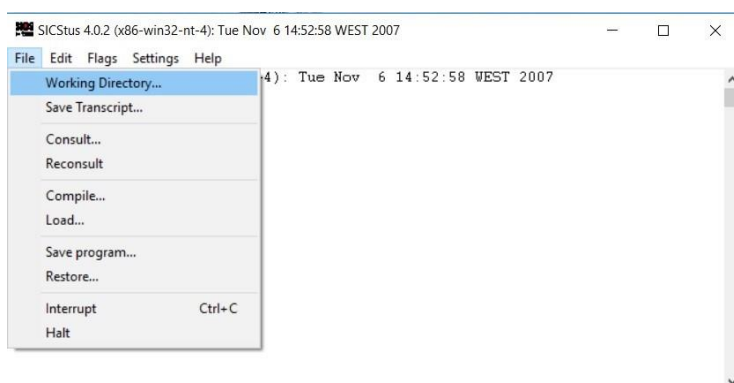 SICStus 4.0.2 (x86-win32-nt-4): Tue Nov 6 14:52:58 WEST 2007
File Edit Flags Settings Help
4): Tue Nov 6 14:52:58 WEST 2007
Working Directory...
Save Transcript...
Consult...
Reconsult
Compile...
Load...
Save program...
Restore...
Interrupt Ctrl+C
Halt